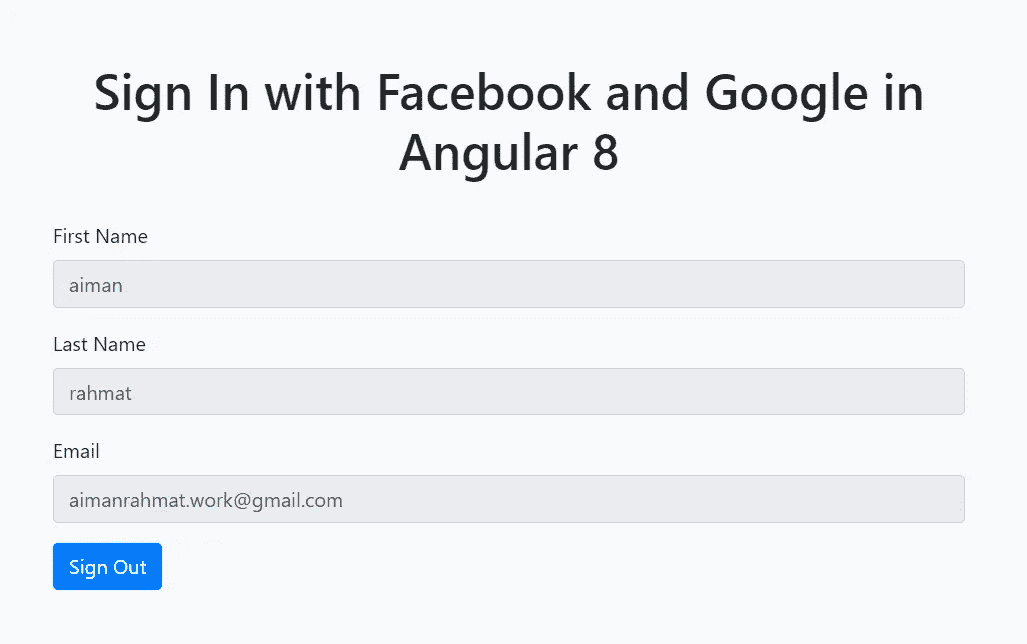 Sign In with Facebook and Google in
Angular 8
First Name
aiman
Last Name
rahmat
Email
aimanrahmat.work@gmail.com
Sign Out